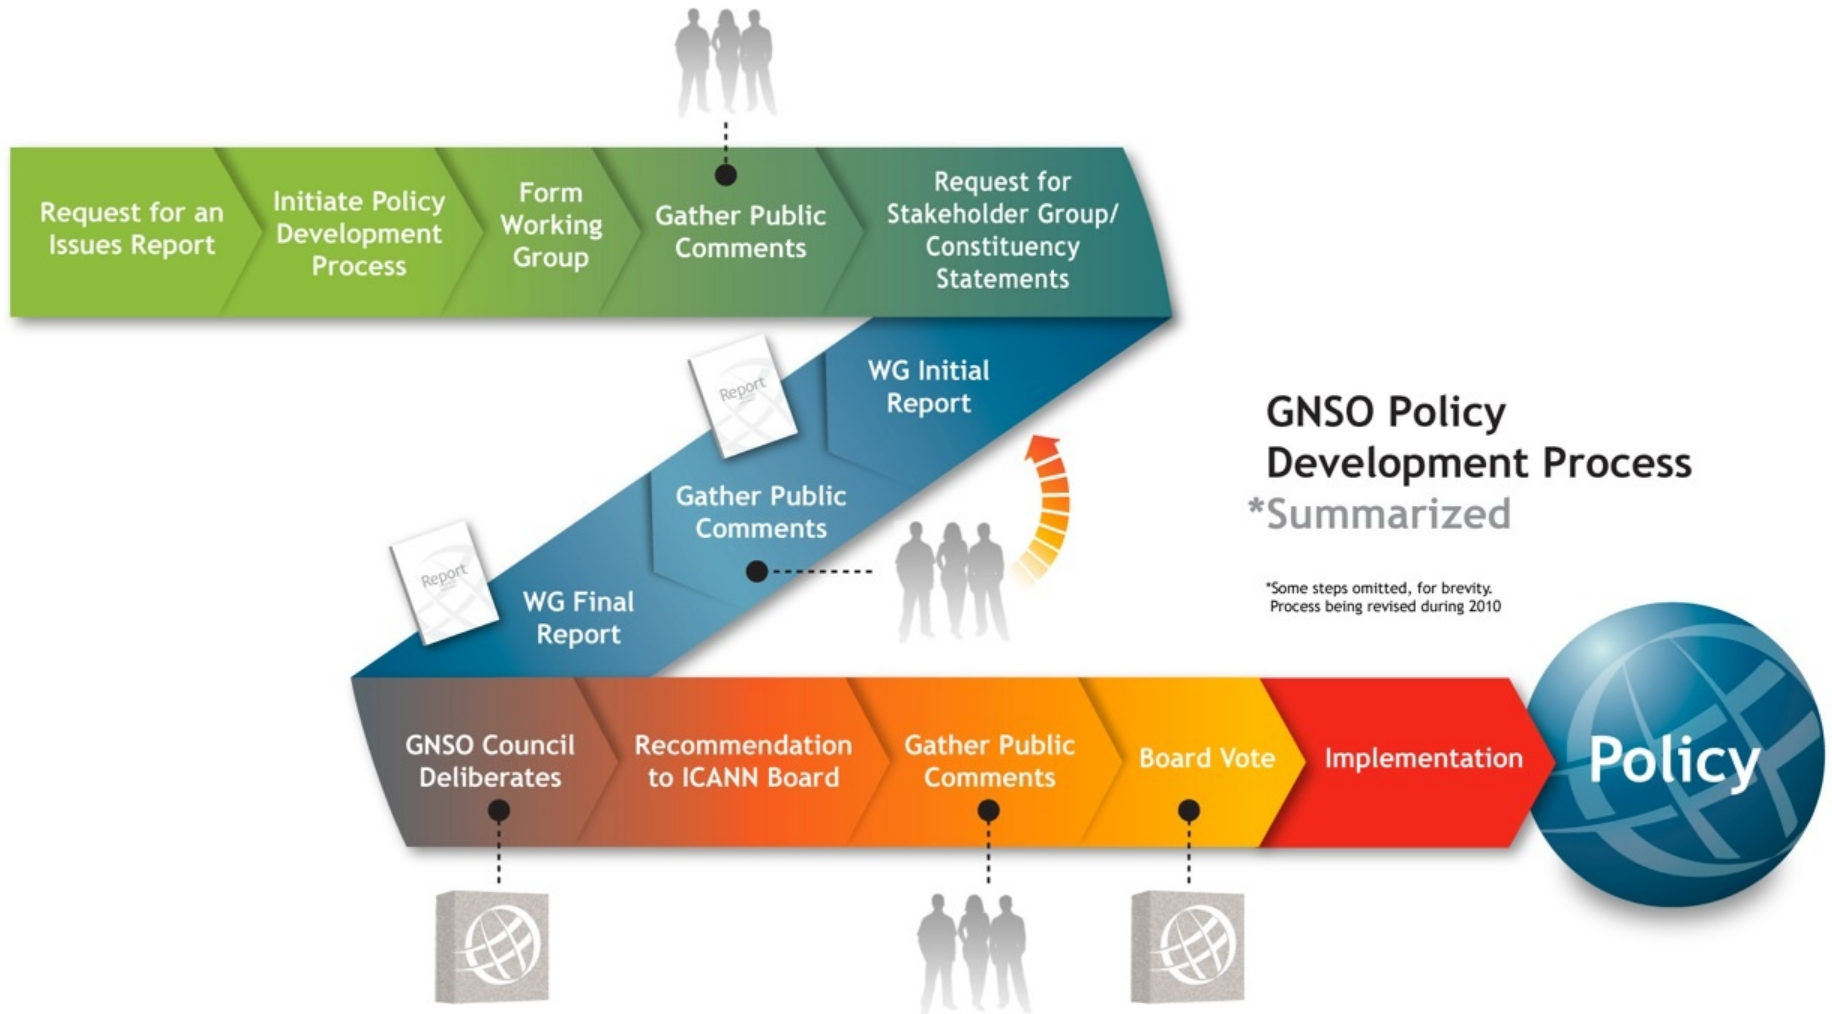 Request for an
Issues Report
Initiate Policy
Development
Process
Form
Working
Group
Gather Public
Comments
Request for
Stakeholder Group/
Constituency
Statements
WG Initial
Report
Report
Gather Public
Comments
Report
WG Final
Report
GNSO Policy
Development Process
*Summarized
*Some steps omitted, for brevity.
Process being revised during 2010
GNSO Council
Deliberates
Recommendation
to ICANN Board
Gather Public
Comments
Board Vote
Implementation
Policy